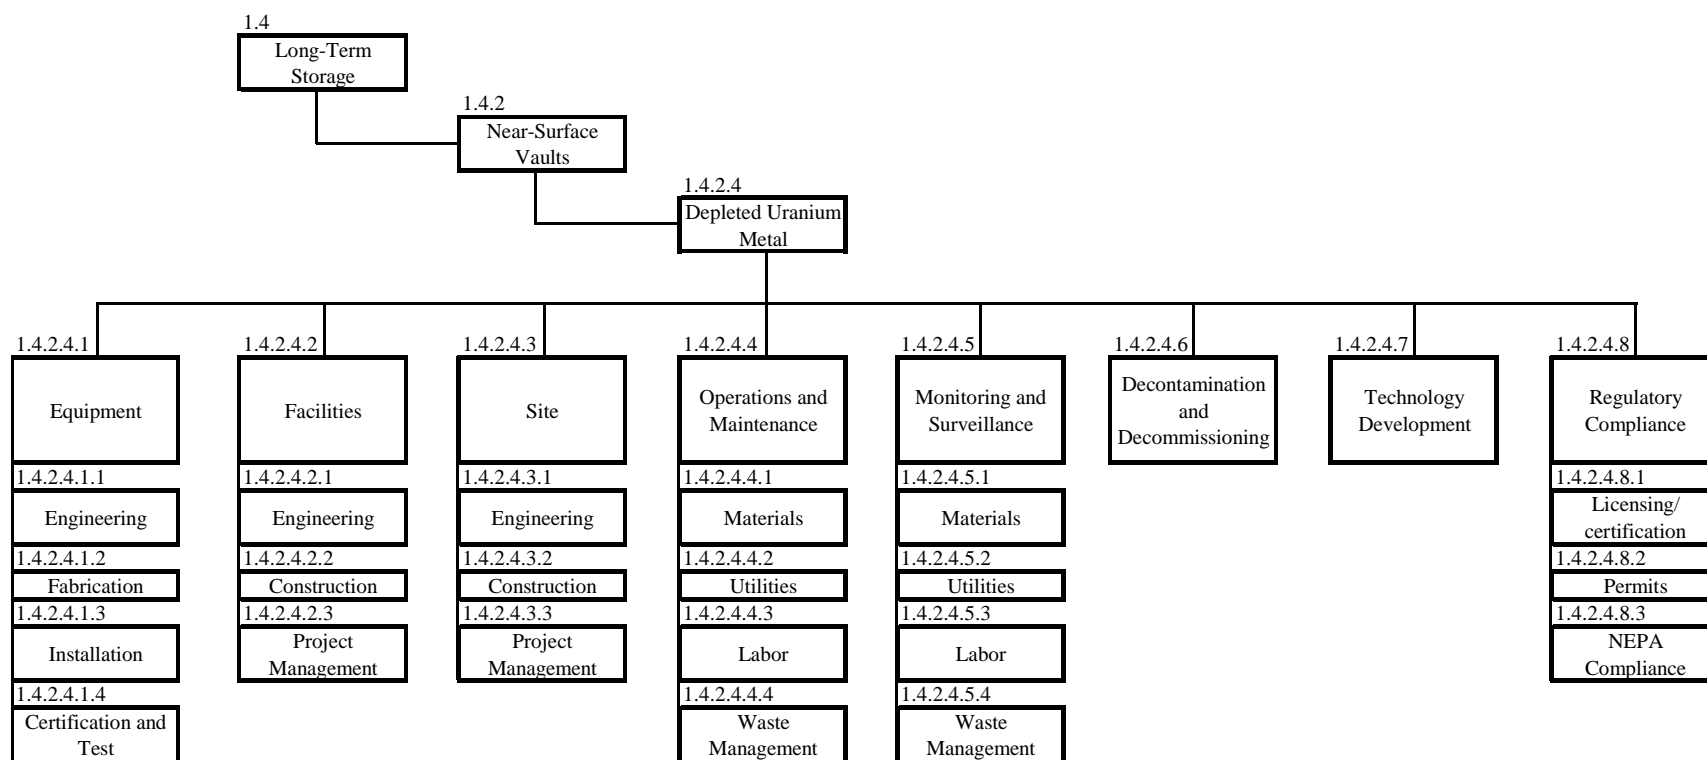 1.4
Long-Term
Storage
1.4.2
Near-Surface
Vaults
1.4.2.4
Depleted Uranium
Metal
1.4.2.4.1
Equipment
1.4.2.4.1.1
Engineering
1.4.2.4.1.2
Fabrication
1.4.2.4.1.3
Installation
1.4.2.4.1.4
Certification and
Test
1.4.2.4.2
Facilities
1.4.2.4.2.1
Engineering
1.4.2.4.2.2
Construction
1.4.2.4.2.3
Project
Management
1.4.2.4.3
Site
1.4.2.4.3.1
Engineering
1.4.2.4.3.2
Construction
1.4.2.4.3.3
Project
Management
1.4.2.4.4
Operations and
Maintenance
1.4.2.4.4.1
Materials
1.4.2.4.4.2
Utilities
1.4.2.4.4.3
Labor
1.4.2.4.4.4
Waste
Management
1.4.2.4.5
Monitoring and
Surveillance
1.4.2.4.5.1
Materials
1.4.2.4.5.2
Utilities
1.4.2.4.5.3
Labor
1.4.2.4.5.4
Waste
Management
1.4.2.4.6
Decontamination
and
Decommissioning
1.4.2.4.7
Technology
Development
1.4.2.4.8
Regulatory
Compliance
1.4.2.4.8.1
Licensing/
certification
1.4.2.4.8.2
Permits
1.4.2.4.8.3
NEPA
Compliance